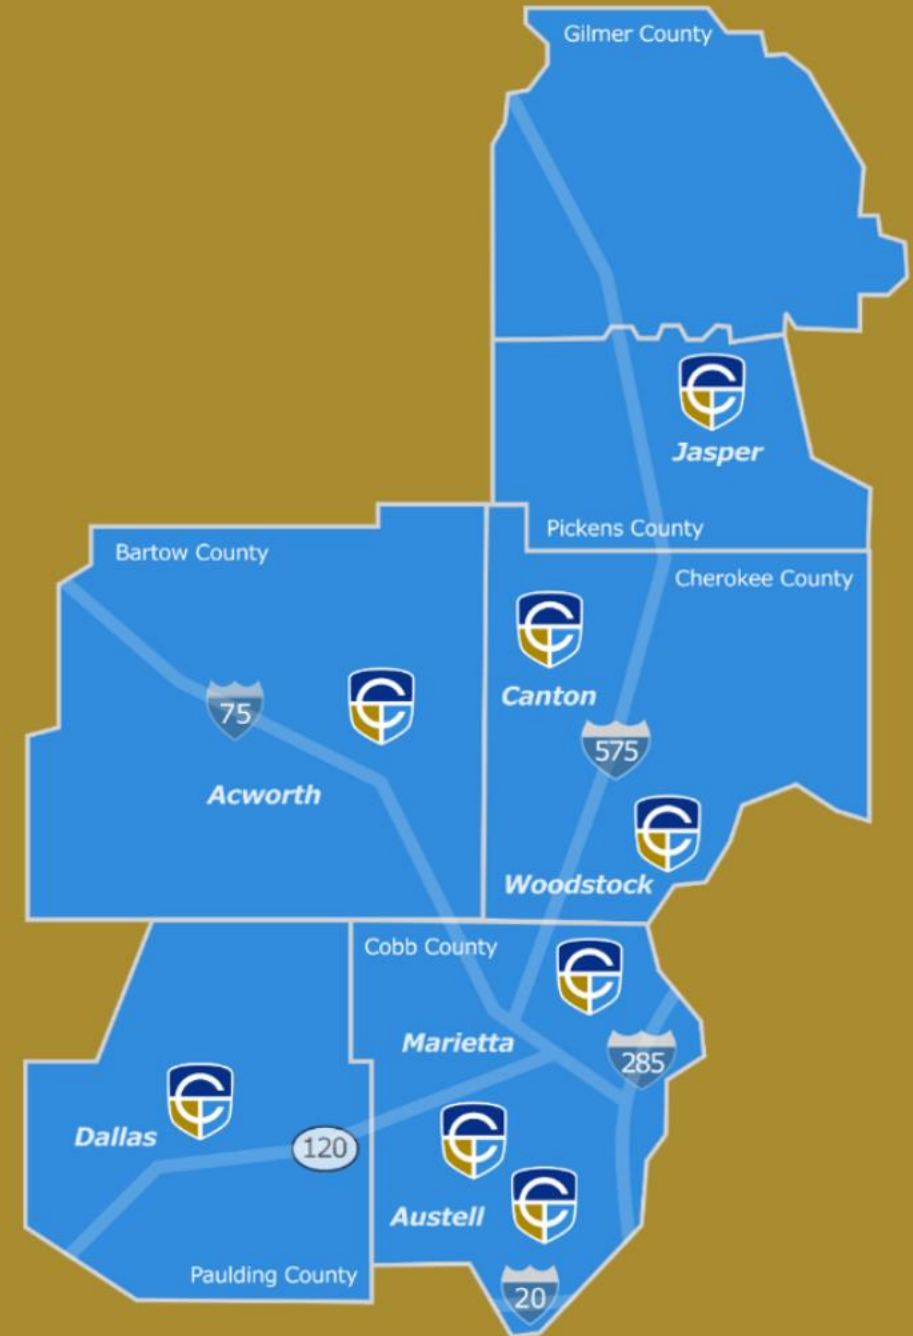 Gilmer County
Jasper
Pickens County
Bartow County
Cherokee County
Canton
75
575
Acworth
Woodstock
Cobb County
Marietta
285
Dallas
120
Austell
Paulding County
20